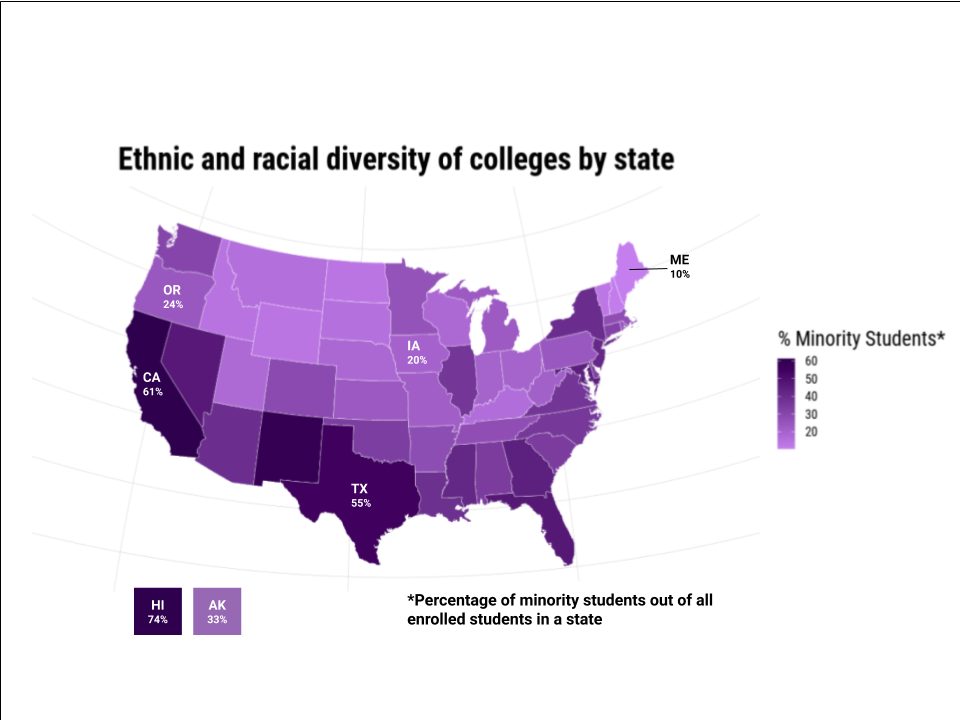 Ethnic and racial diversity of colleges by state
ME
10%
OR
24%
% Minority Students*
IA
20%
60
50
40
30
20
CA
61%
TX
55%
HI
74%
AK
33%
*Percentage of minority students out of all
enrolled students in a state